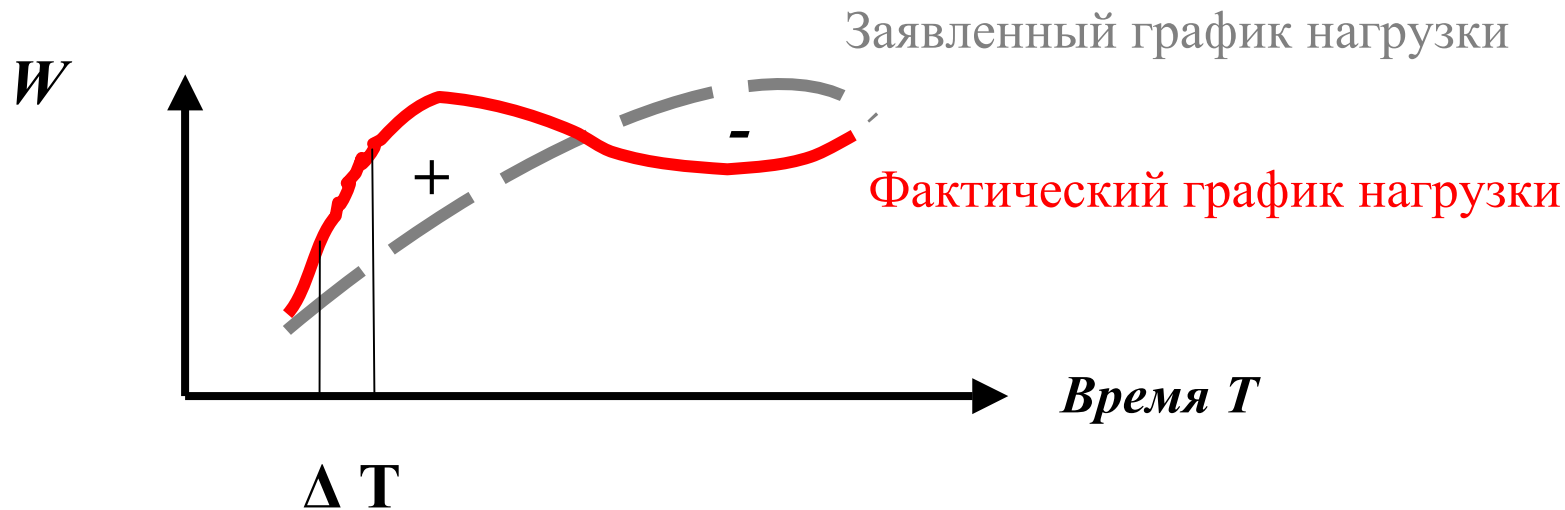 Заявленный график нагрузки
W
-
+
Фактический график нагрузки
Время T
Δ T